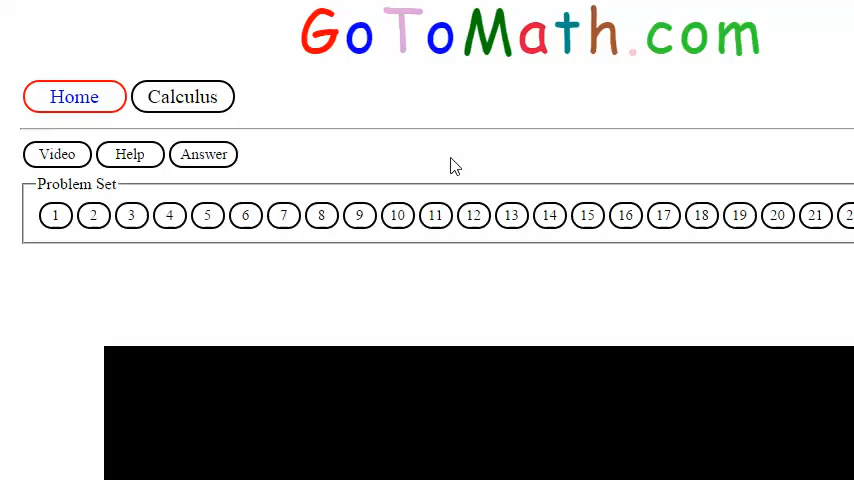 GoToMath.com
Home Calculus
Video Help Answer
Problem Set
1 2 3 4 5 6 7 8 9 10 11 12 13 14 15 16 17 18 19 20 21